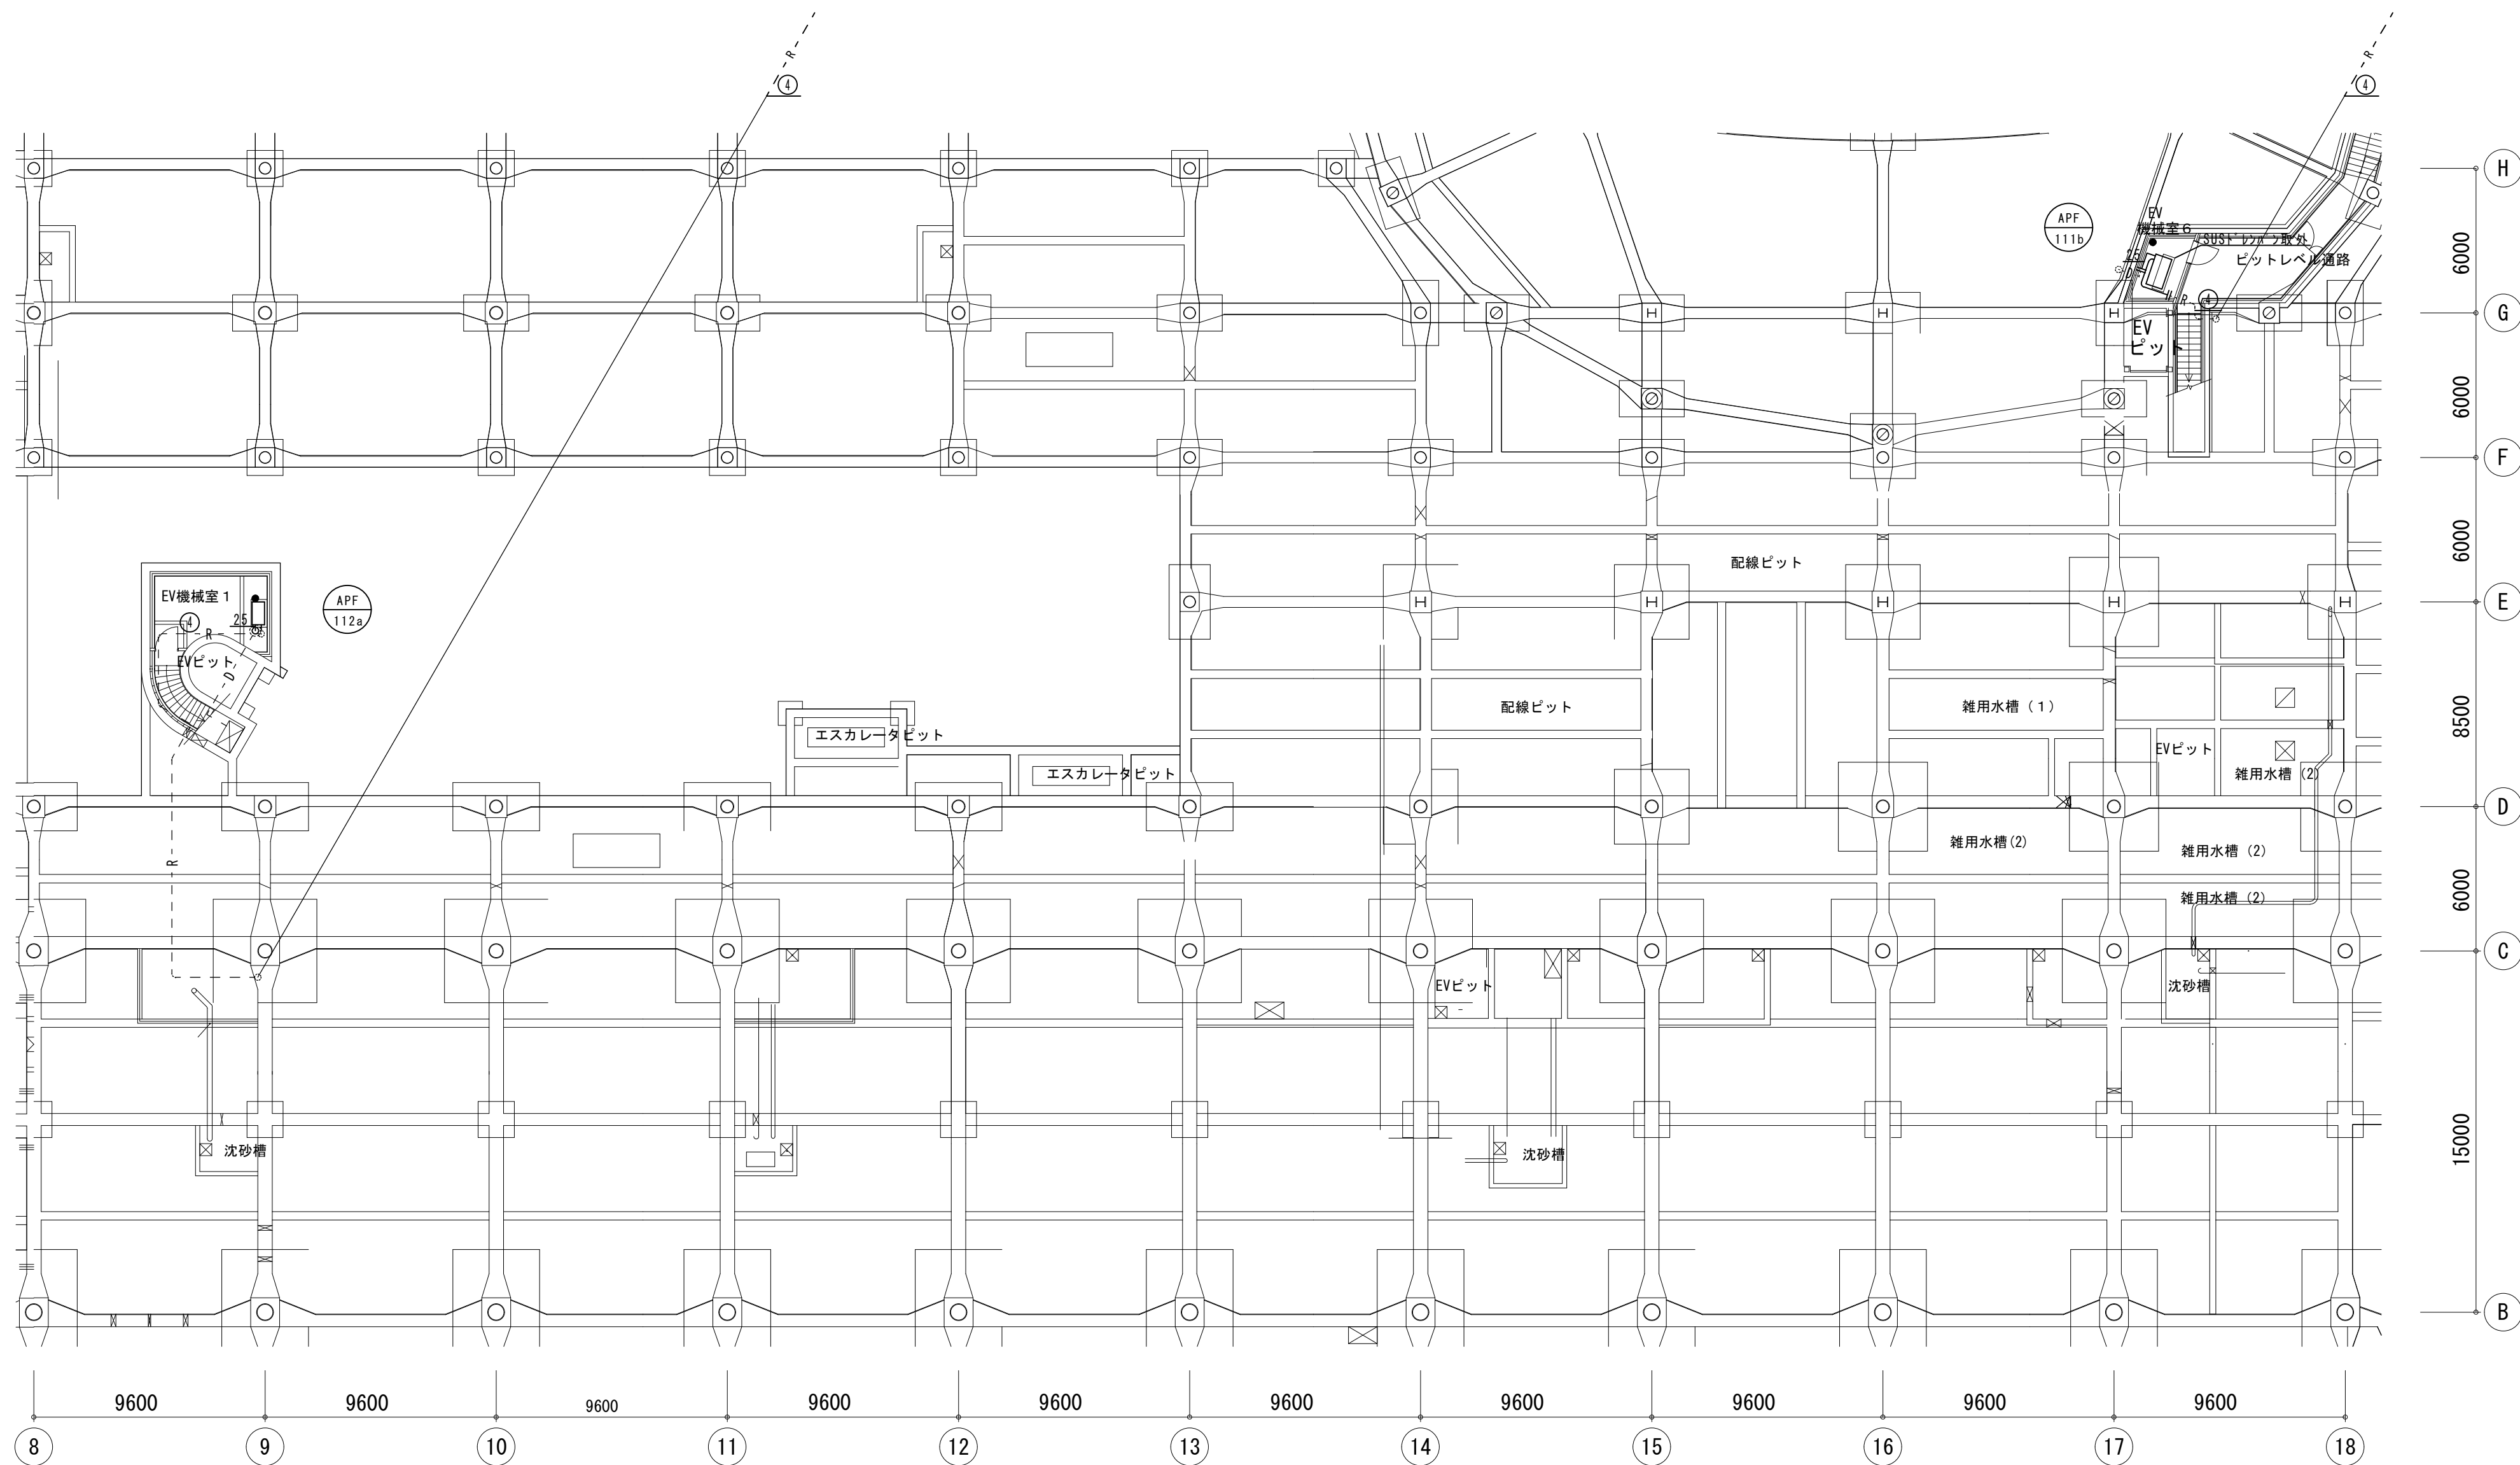 R
④
R
④
H
APF
111b
EV
機械室6
SUSドレンパン取外
ピットレベル通路
25
D
R
④
6000
G
EV
ピット
6000
F
6000
配線ピット
EV機械室1
APF
112a
④
25
R
E
EVピット
D
配線ピット
雑用水槽(1)
8500
エスカレータピット
EVピット
エスカレータピット
雑用水槽(2)
D
R
雑用水槽(2)
雑用水槽(2)
雑用水槽(2)
6000
C
EVピット
沈砂槽
沈砂槽
沈砂槽
15000
B
9600
9600
9600
9600
9600
9600
9600
9600
9600
9600
8
9
10
11
12
13
14
15
16
17
18